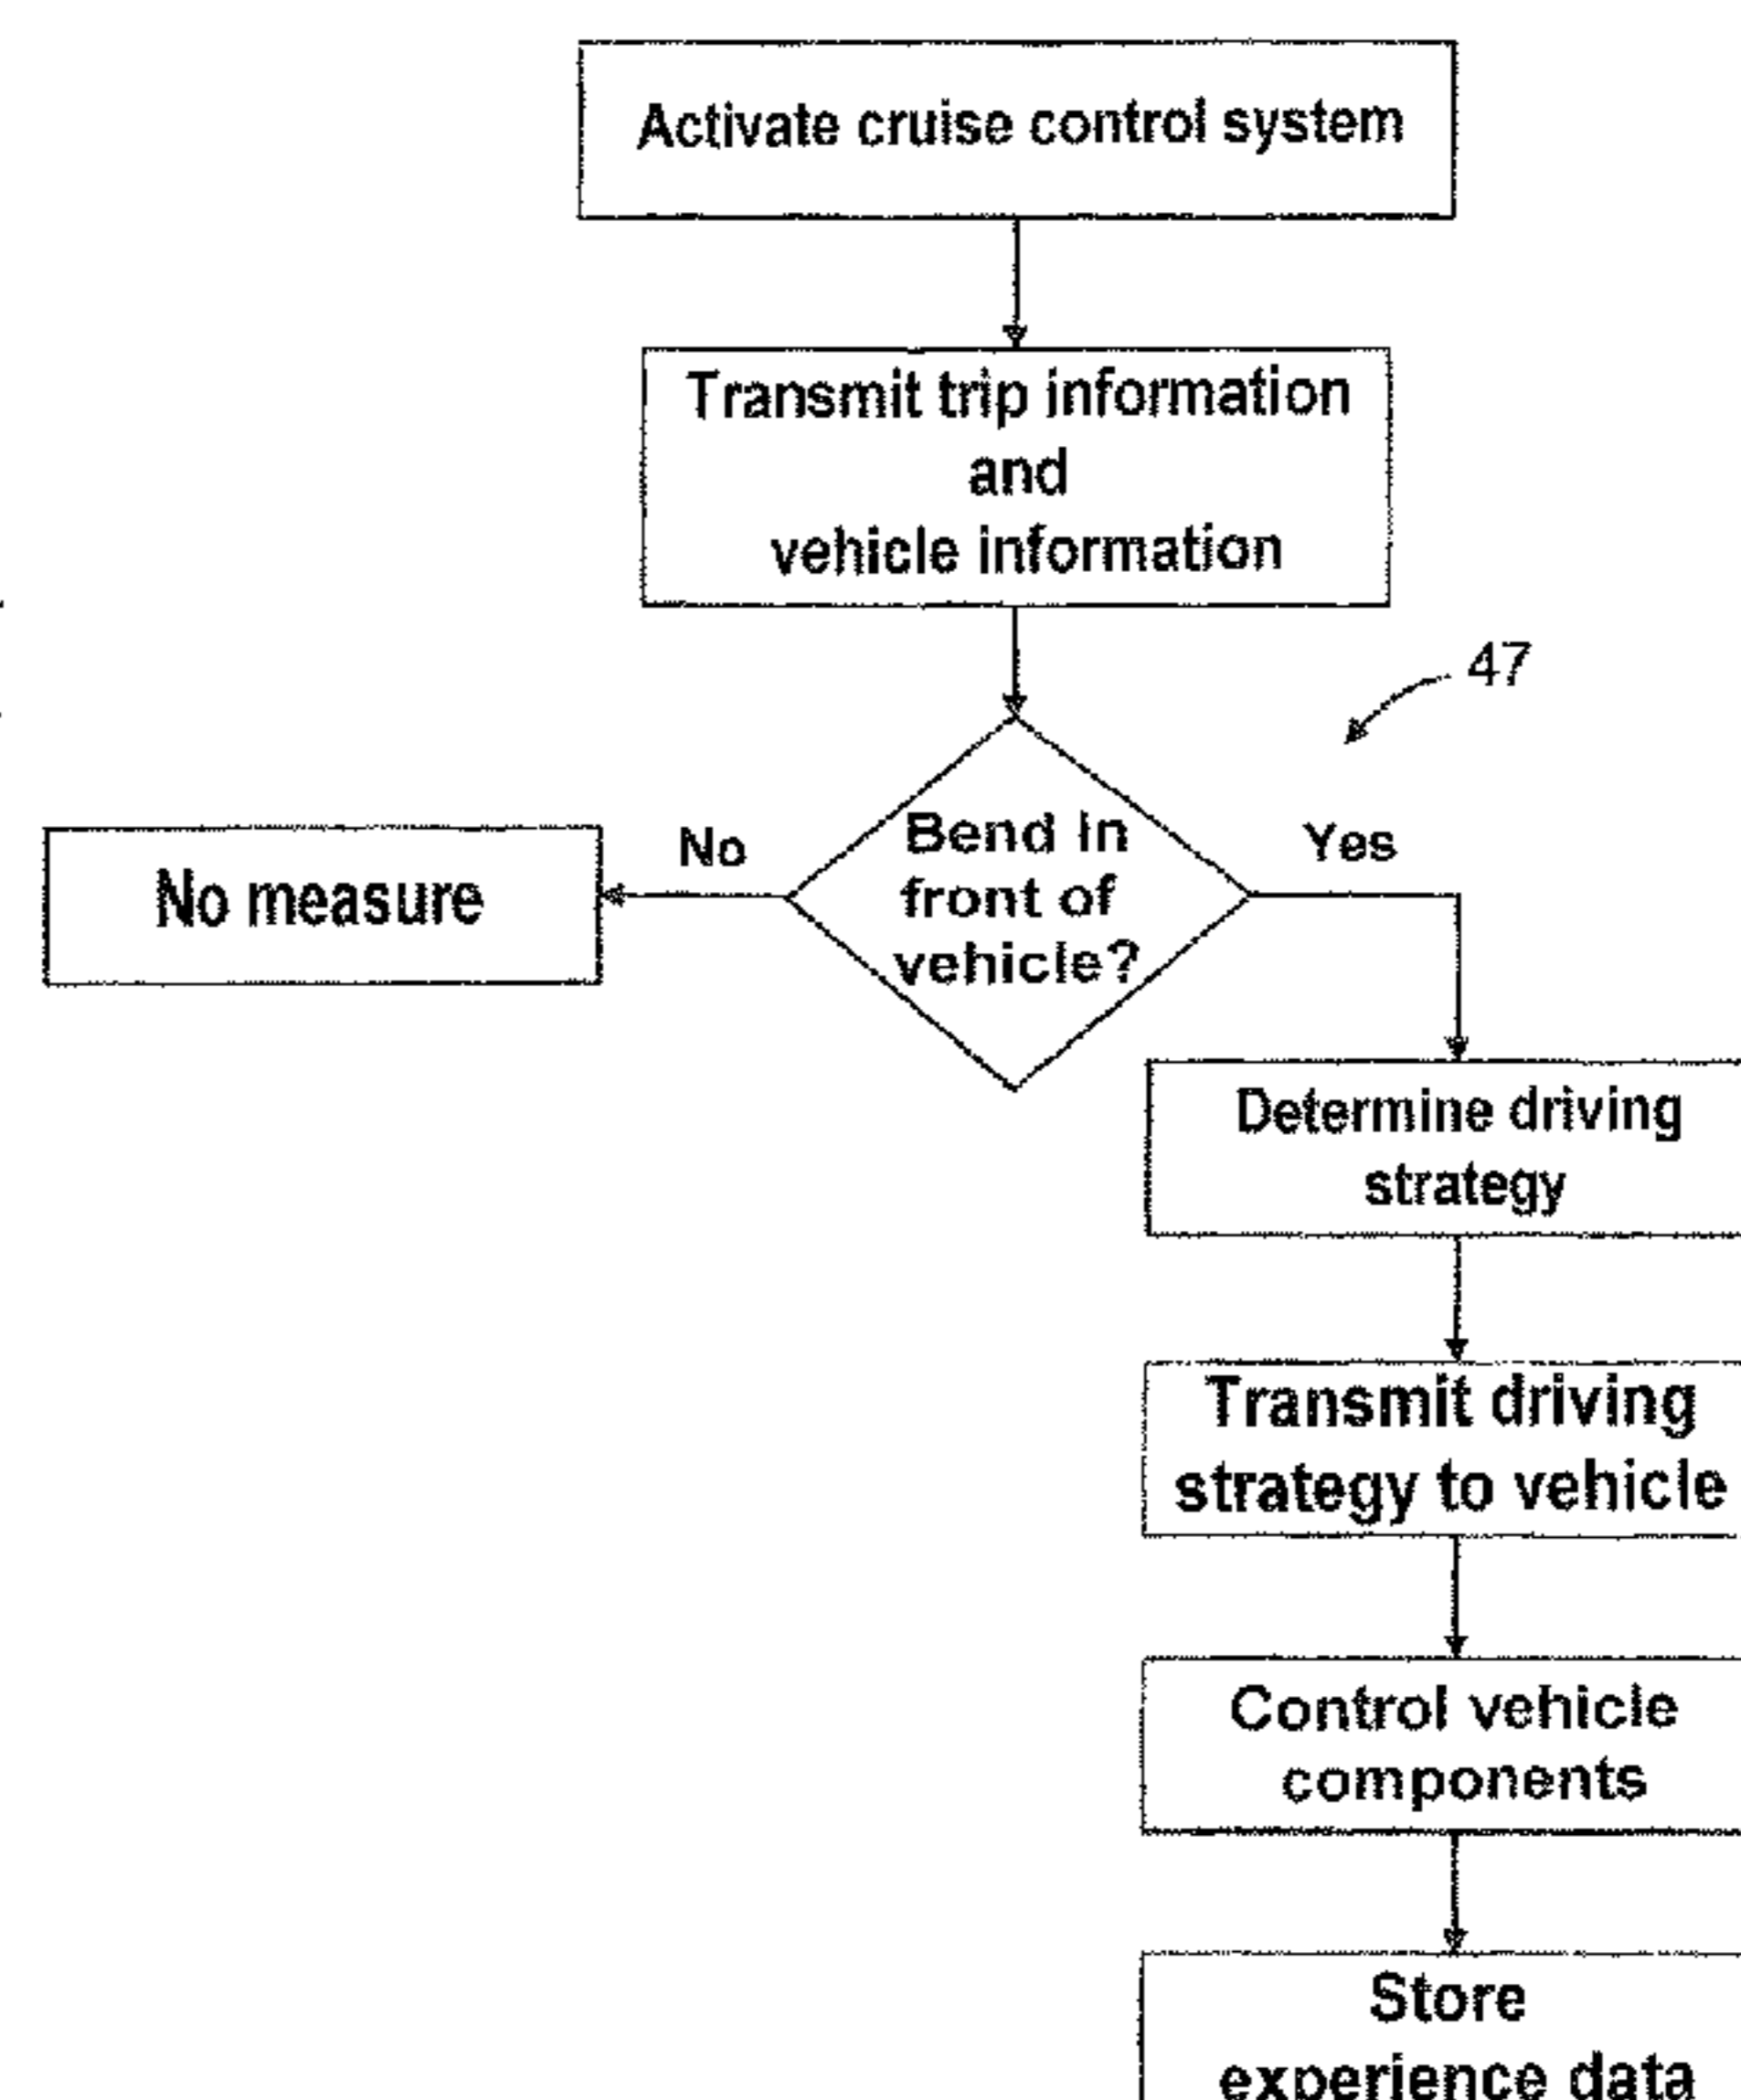 Activate cruise control system
Transmit trip information
and
vehicle information
47
No
Bend in
front of
vehicle?
Yes
No measure
Determine driving
strategy
Transmit driving
strategy to vehicle
Control vehicle
components
Store
experience data